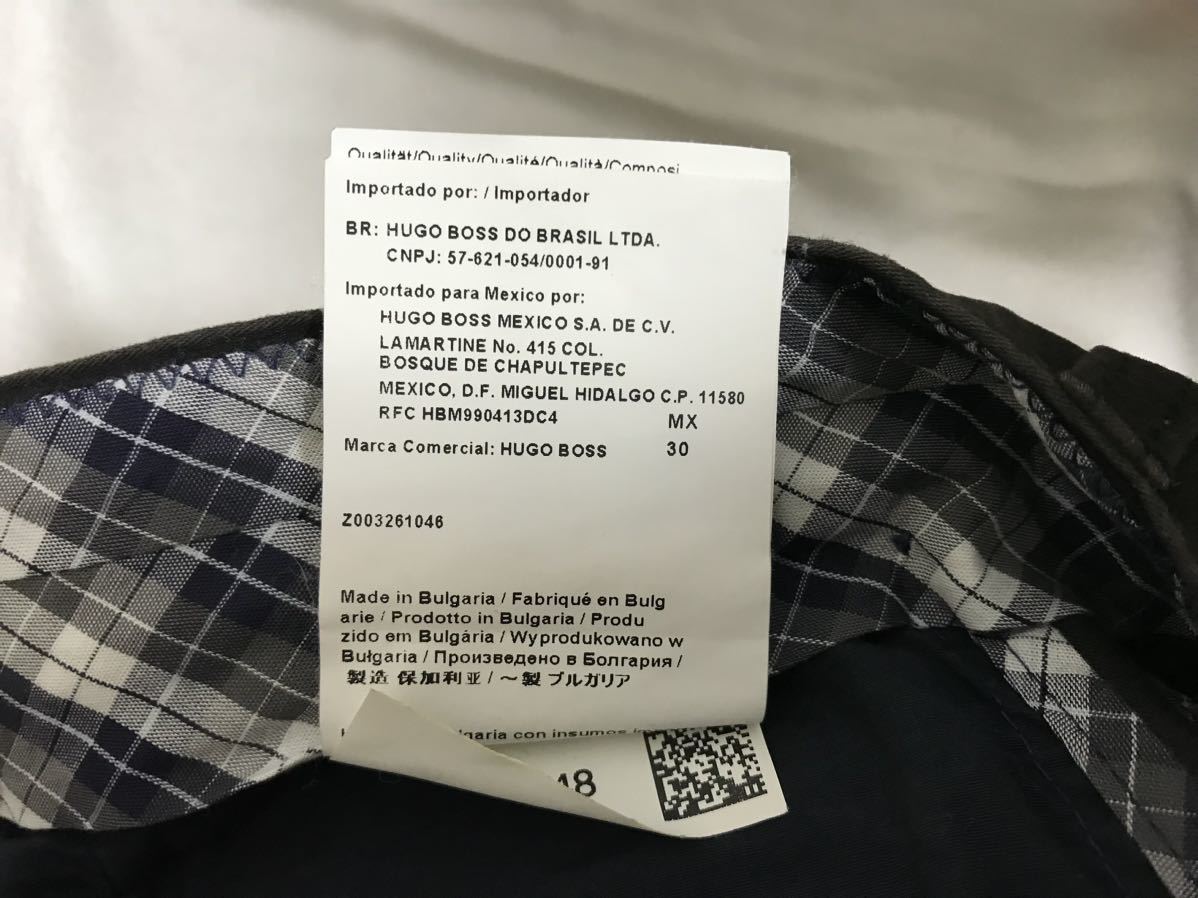 Qualität/Quality/Qualité/Qualità/Composi
Importado por: / Importador
BR: HUGO BOSS DO BRASIL LTDA.
CNPJ: 57-621-054/0001-91
Importado para Mexico por:
HUGO BOSS MEXICO S.A. DE C.V.
LAMARTINE No. 415 COL.
BOSQUE DE CHAPULTEPEC
MEXICO, D.F. MIGUEL HIDALGO C.P. 11580
RFC HBM990413DC4 MX
Marca Comercial: HUGO BOSS 30
Z003261046
Made in Bulgaria / Fabriqué en Bulg
arie / Prodotto in Bulgaria / Produ
zido em Bulgária / Wyprodukowano w
Bułgaria / Произведено в Болгария /
製造 保加利亚 / ～製 ブルガリア
lgaria con insumos
48